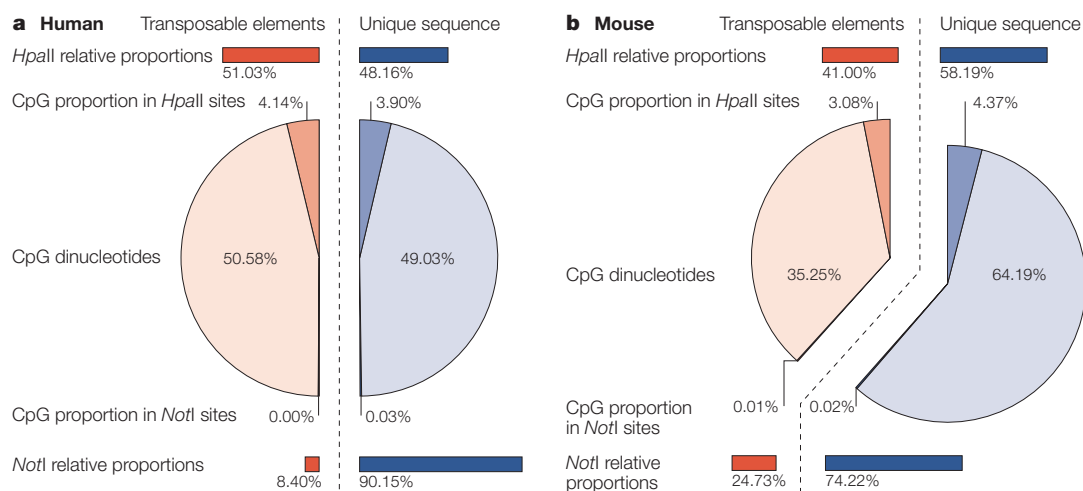 a Human Transposable elements Unique sequence
HpaII relative proportions
51.03% 48.16%
CpG proportion in HpaII sites 4.14% 3.90%
CpG dinucleotides 50.58% 49.03%
CpG proportion in NotI sites 0.00% 0.03%
NotI relative proportions
8.40% 90.15%
b Mouse Transposable elements Unique sequence
HpaII relative proportions
41.00% 58.19%
CpG proportion in HpaII sites 3.08% 4.37%
CpG dinucleotides 35.25% 64.19%
CpG proportion
in NotI sites
0.01% 0.02%
NotI relative
proportions
24.73% 74.22%